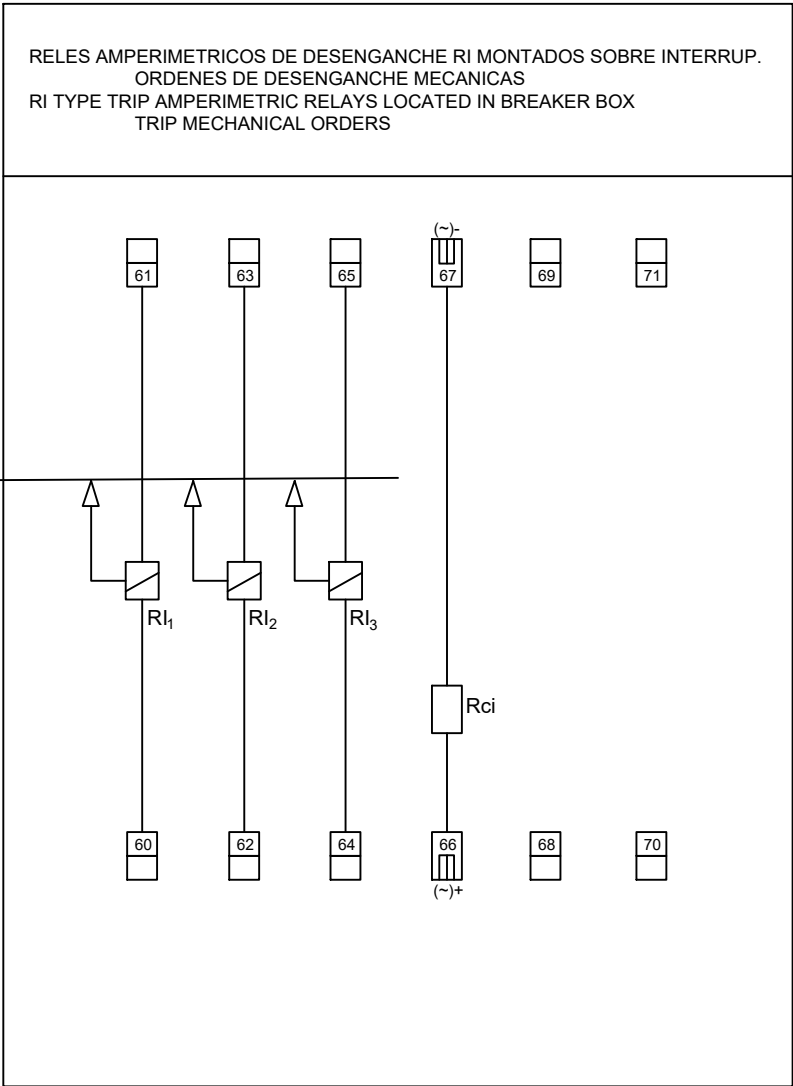 RELES AMPERIMETRICOS DE DESENGANCHE RI MONTADOS SOBRE INTERRUP.
ORDENES DE DESENGANCHE MECANICAS
RI TYPE TRIP AMPERIMETRIC RELAYS LOCATED IN BREAKER BOX
TRIP MECHANICAL ORDERS
(~)-
61 63 65 67 69 71
RI₁ RI₂ RI₃
Rci
60 62 64 66 68 70
(~)+